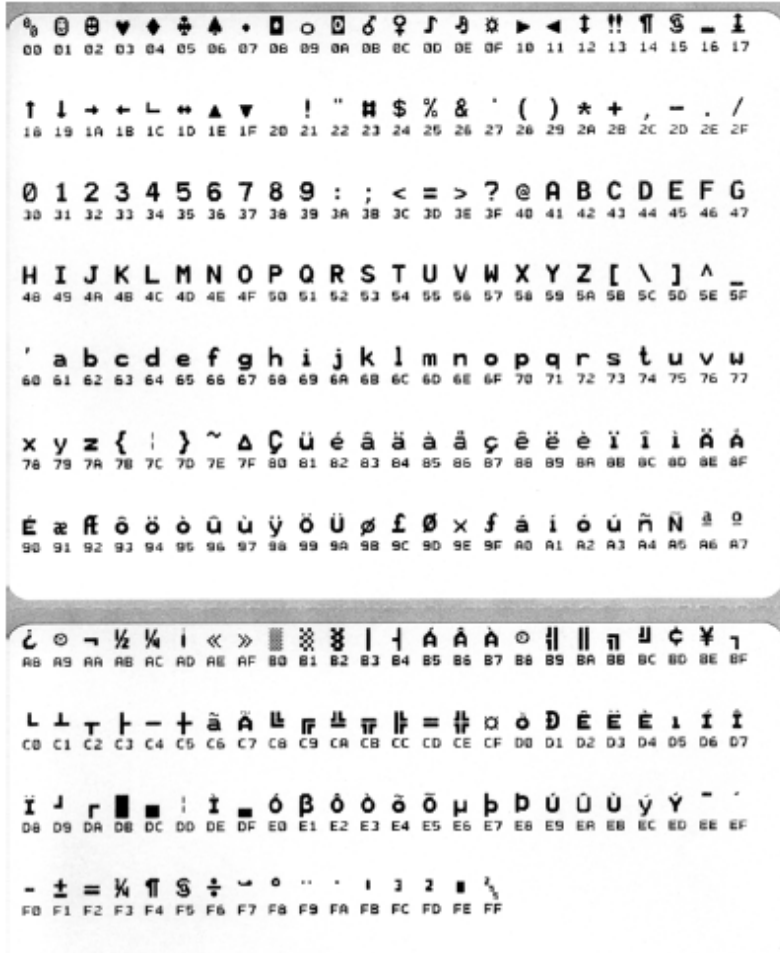 % ☺ ☻ ♥ ♦ ♣ ♠ • ◘ ○ ◙ ♂ ♀ ♪ ♫ ☼ ► ◄ ↕ ‼ ¶ § ▬ ↨
00 01 02 03 04 05 06 07 08 09 0A 0B 0C 0D 0E 0F 10 11 12 13 14 15 16 17
↑ ↓ → ← ∟ ↔ ▲ ▼ ! " # $ % & ' ( ) * + , - . /
18 19 1A 1B 1C 1D 1E 1F 20 21 22 23 24 25 26 27 28 29 2A 2B 2C 2D 2E 2F
0 1 2 3 4 5 6 7 8 9 : ; < = > ? @ A B C D E F G
30 31 32 33 34 35 36 37 38 39 3A 3B 3C 3D 3E 3F 40 41 42 43 44 45 46 47
H I J K L M N O P Q R S T U V W X Y Z [ \ ] ^ _
48 49 4A 4B 4C 4D 4E 4F 50 51 52 53 54 55 56 57 58 59 5A 5B 5C 5D 5E 5F
' a b c d e f g h i j k l m n o p q r s t u v w
60 61 62 63 64 65 66 67 68 69 6A 6B 6C 6D 6E 6F 70 71 72 73 74 75 76 77
x y z { ¦ } ~ ∆ Ç ü é â ä à å ç ê ë è ï î ì Ä Å
78 79 7A 7B 7C 7D 7E 7F 80 81 82 83 84 85 86 87 88 89 8A 8B 8C 8D 8E 8F
É æ Æ ô ö ò û ù ÿ Ö Ü ø £ Ø × ƒ á í ó ú ñ Ñ ª º
90 91 92 93 94 95 96 97 98 99 9A 9B 9C 9D 9E 9F A0 A1 A2 A3 A4 A5 A6 A7
¿ ® ¬ ½ ¼ ¡ « » ░ ▒ ▓ │ ┤ Á Â À © ╣ ║ ╗ ╝ ¢ ¥ ┐
A8 A9 AA AB AC AD AE AF B0 B1 B2 B3 B4 B5 B6 B7 B8 B9 BA BB BC BD BE BF
└ ┴ ┬ ├ ─ ┼ ã Ã ╚ ╔ ╩ ╦ ╠ ═ ╬ ¤ ð Ð Ê Ë È ı Í Î
C0 C1 C2 C3 C4 C5 C6 C7 C8 C9 CA CB CC CD CE CF D0 D1 D2 D3 D4 D5 D6 D7
Ï ┘ ┌ █ ▄ ¦ Ì ▬ Ó β Ô Ò õ Õ µ þ Þ Ú Û Ù ý Ý ¯ ´
D8 D9 DA DB DC DD DE DF E0 E1 E2 E3 E4 E5 E6 E7 E8 E9 EA EB EC ED EE EF
- ± = ¾ ¶ § ÷ ¸ ° ¨ · ¹ ³ ² ■
F0 F1 F2 F3 F4 F5 F6 F7 F8 F9 FA FB FC FD FE FF